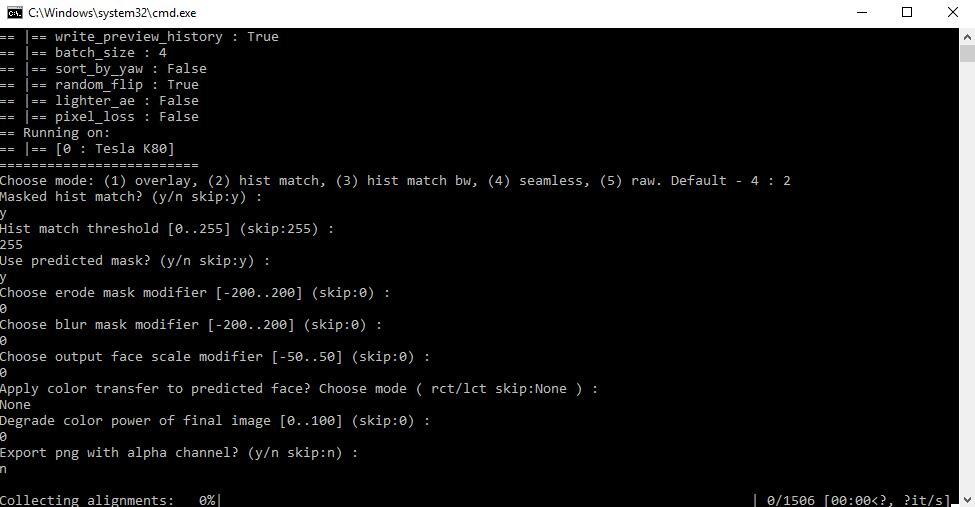 C:\Windows\system32\cmd.exe
== |== write_preview_history : True
== |== batch_size : 4
== |== sort_by_yaw : False
== |== random_flip : True
== |== lighter_ae : False
== |== pixel_loss : False
== Running on:
== |== [0 : Tesla K80]
=========================
Choose mode: (1) overlay, (2) hist match, (3) hist match bw, (4) seamless, (5) raw. Default - 4 : 2
Masked hist match? (y/n skip:y) :
y
Hist match threshold [0..255] (skip:255) :
255
Use predicted mask? (y/n skip:y) :
y
Choose erode mask modifier [-200..200] (skip:0) :
0
Choose blur mask modifier [-200..200] (skip:0) :
0
Choose output face scale modifier [-50..50] (skip:0) :
0
Apply color transfer to predicted face? Choose mode ( rct/lct skip:None ) :
None
Degrade color power of final image [0..100] (skip:0) :
0
Export png with alpha channel? (y/n skip:n) :
n
Collecting alignments:   0%|          | 0/1506 [00:00<?, ?it/s]